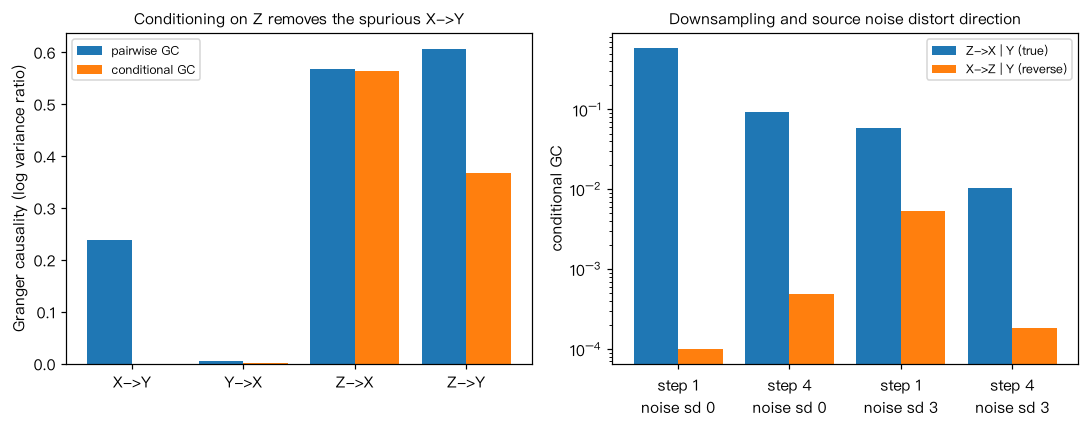 Conditioning on Z removes the spurious X->Y
Granger causality (log variance ratio)
0.6
0.5
0.4
0.3
0.2
0.1
0.0
pairwise GC
conditional GC
X->Y
Y->X
Z->X
Z->Y
Downsampling and source noise distort direction
conditional GC
10⁻¹
10⁻²
10⁻³
10⁻⁴
Z->X | Y (true)
X->Z | Y (reverse)
step 1
noise sd 0
step 4
noise sd 0
step 1
noise sd 3
step 4
noise sd 3